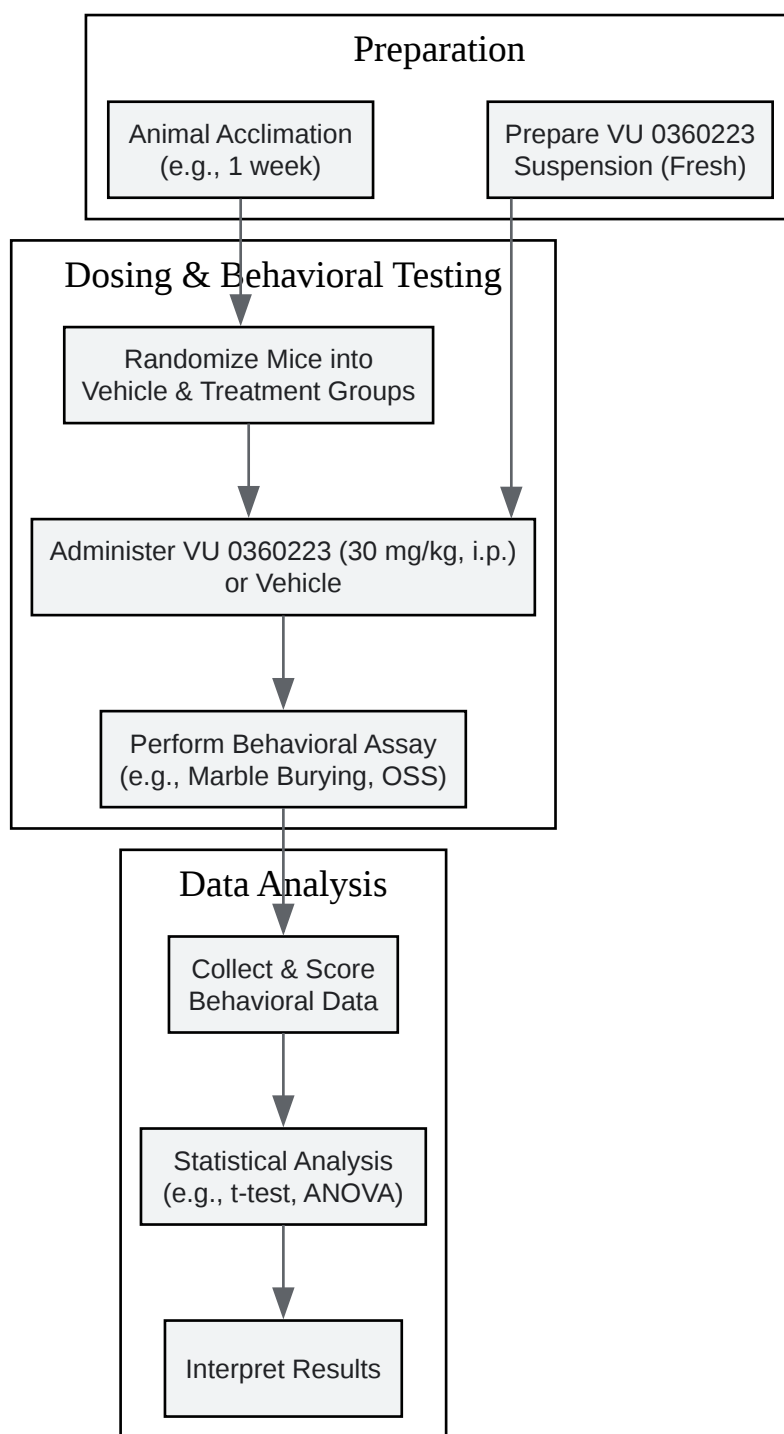 Preparation
Animal Acclimation
(e.g., 1 week)
Prepare VU 0360223
Suspension (Fresh)
Dosing & Behavioral Testing
Randomize Mice into
Vehicle & Treatment Groups
Administer VU 0360223 (30 mg/kg, i.p.)
or Vehicle
Perform Behavioral Assay
(e.g., Marble Burying, OSS)
Data Analysis
Collect & Score
Behavioral Data
Statistical Analysis
(e.g., t-test, ANOVA)
Interpret Results